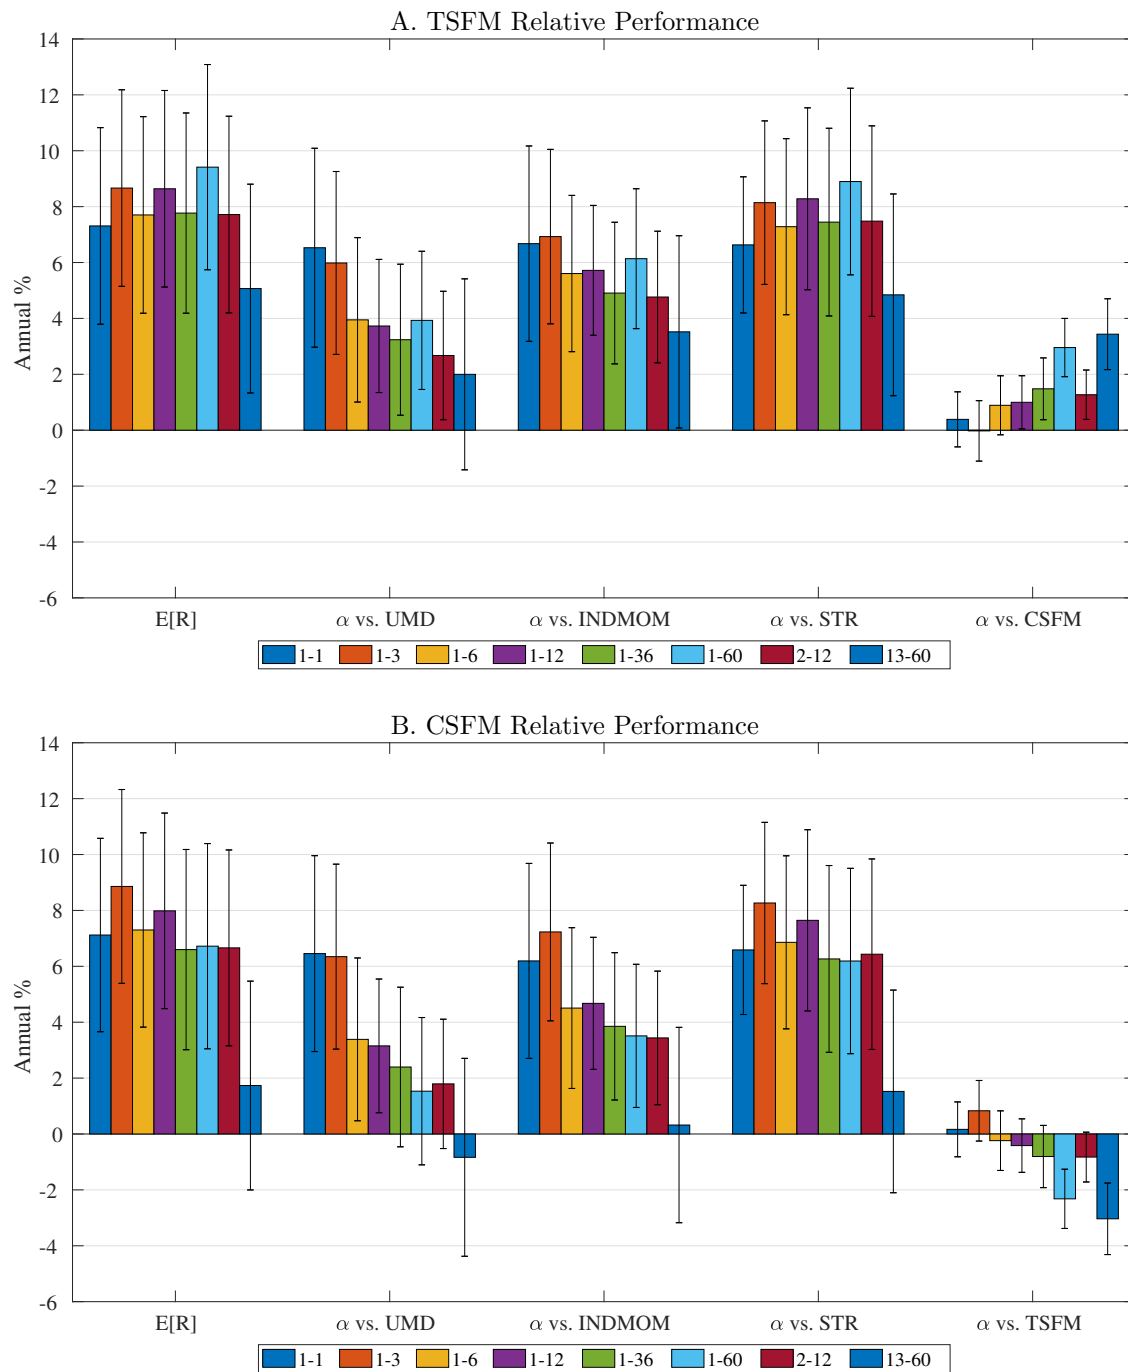 A. TSFM Relative Performance
14
12
10
8
6
4
2
0
-2
-4
-6
Annual %
E[R] α vs. UMD α vs. INDMOM α vs. STR α vs. CSFM
1-1 1-3 1-6 1-12 1-36 1-60 2-12 13-60
B. CSFM Relative Performance
14
12
10
8
6
4
2
0
-2
-4
-6
Annual %
E[R] α vs. UMD α vs. INDMOM α vs. STR α vs. TSFM
1-1 1-3 1-6 1-12 1-36 1-60 2-12 13-60